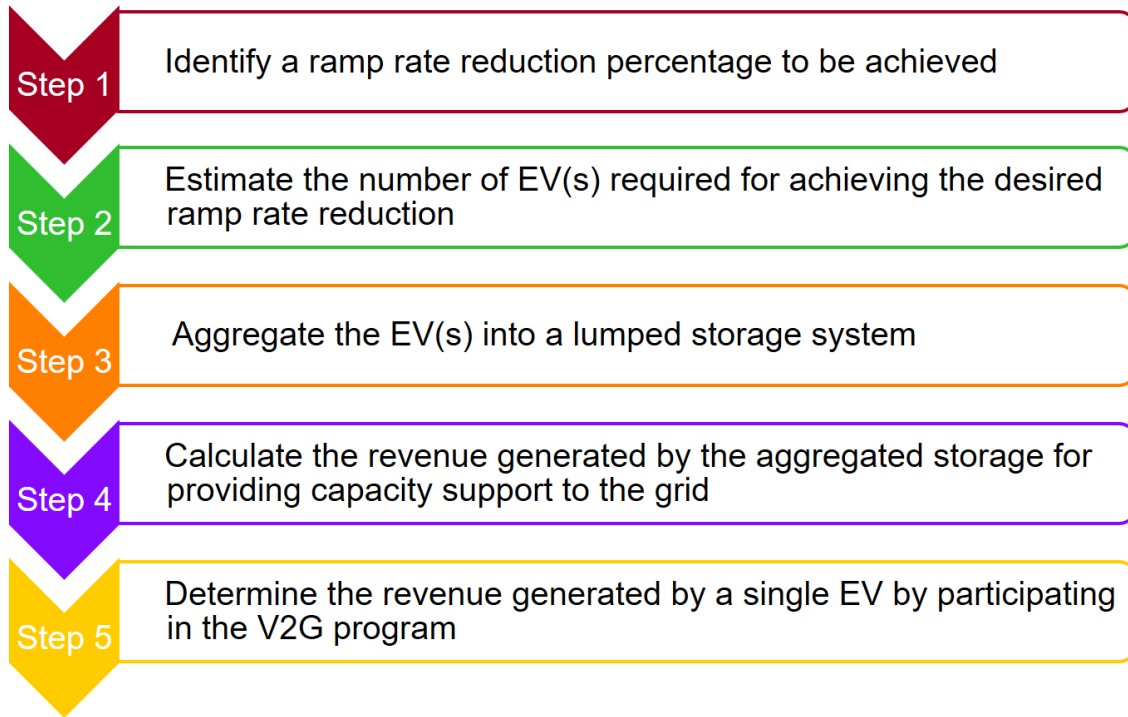 Step 1
Identify a ramp rate reduction percentage to be achieved
Step 2
Estimate the number of EV(s) required for achieving the desired
ramp rate reduction
Step 3
Aggregate the EV(s) into a lumped storage system
Step 4
Calculate the revenue generated by the aggregated storage for
providing capacity support to the grid
Step 5
Determine the revenue generated by a single EV by participating
in the V2G program